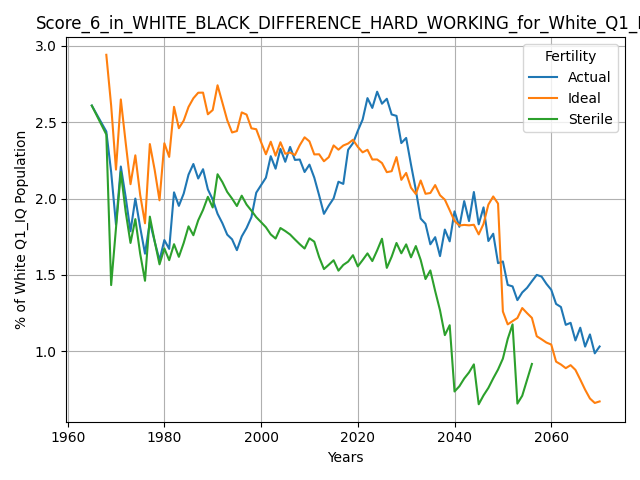 Score_6_in_WHITE_BLACK_DIFFERENCE_HARD_WORKING_for_White_Q1_I
3.0
2.5
2.0
1.5
1.0
% of White Q1_IQ Population
Fertility
Actual
Ideal
Sterile
1960
1980
2000
2020
2040
2060
Years